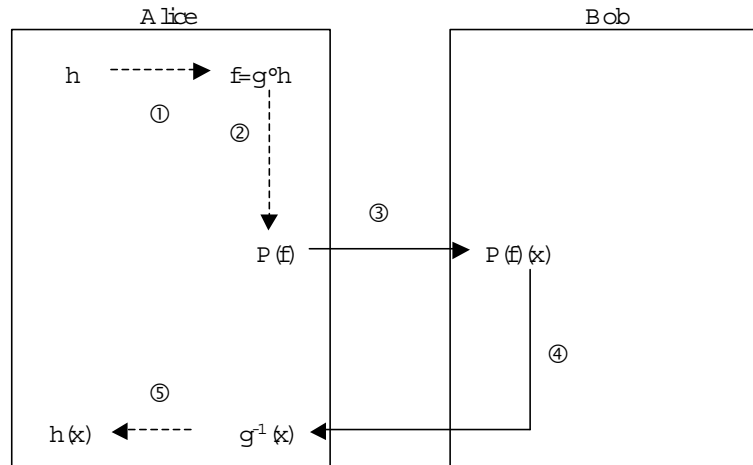 Alice
Bob
h
f=g°h
①
②
③
P(f)
P(f)(x)
④
⑤
h(x)
g⁻¹(x)